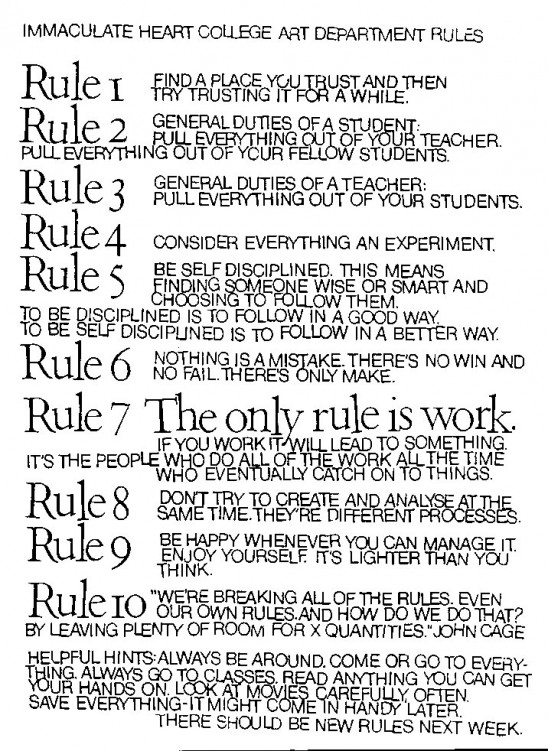 IMMACULATE HEART COLLEGE ART DEPARTMENT RULES
Rule 1 FIND A PLACE YOU TRUST AND THEN
TRY TRUSTING IT FOR A WHILE.
Rule 2 GENERAL DUTIES OF A STUDENT:
PULL EVERYTHING OUT OF YOUR TEACHER.
PULL EVERYTHING OUT OF YOUR FELLOW STUDENTS.
Rule 3 GENERAL DUTIES OF A TEACHER:
PULL EVERYTHING OUT OF YOUR STUDENTS.
Rule 4 CONSIDER EVERYTHING AN EXPERIMENT.
Rule 5 BE SELF DISCIPLINED. THIS MEANS
FINDING SOMEONE WISE OR SMART AND
CHOOSING TO FOLLOW THEM.
TO BE DISCIPLINED IS TO FOLLOW IN A GOOD WAY.
TO BE SELF DISCIPLINED IS TO FOLLOW IN A BETTER WAY.
Rule 6 NOTHING IS A MISTAKE. THERE'S NO WIN AND
NO FAIL. THERE'S ONLY MAKE.
Rule 7 The only rule is work.
IF YOU WORK IT WILL LEAD TO SOMETHING.
IT'S THE PEOPLE WHO DO ALL OF THE WORK ALL THE TIME
WHO EVENTUALLY CATCH ON TO THINGS.
Rule 8 DON'T TRY TO CREATE AND ANALYSE AT THE
SAME TIME. THEY'RE DIFFERENT PROCESSES.
Rule 9 BE HAPPY WHENEVER YOU CAN MANAGE IT.
ENJOY YOURSELF. IT'S LIGHTER THAN YOU
THINK.
Rule 10 "WE'RE BREAKING ALL OF THE RULES. EVEN
OUR OWN RULES. AND HOW DO WE DO THAT?
BY LEAVING PLENTY OF ROOM FOR X QUANTITIES." JOHN CAGE
HELPFUL HINTS: ALWAYS BE AROUND. COME OR GO TO EVERY-
THING. ALWAYS GO TO CLASSES. READ ANYTHING YOU CAN GET
YOUR HANDS ON. LOOK AT MOVIES CAREFULLY, OFTEN.
SAVE EVERYTHING-IT MIGHT COME IN HANDY LATER.
THERE SHOULD BE NEW RULES NEXT WEEK.